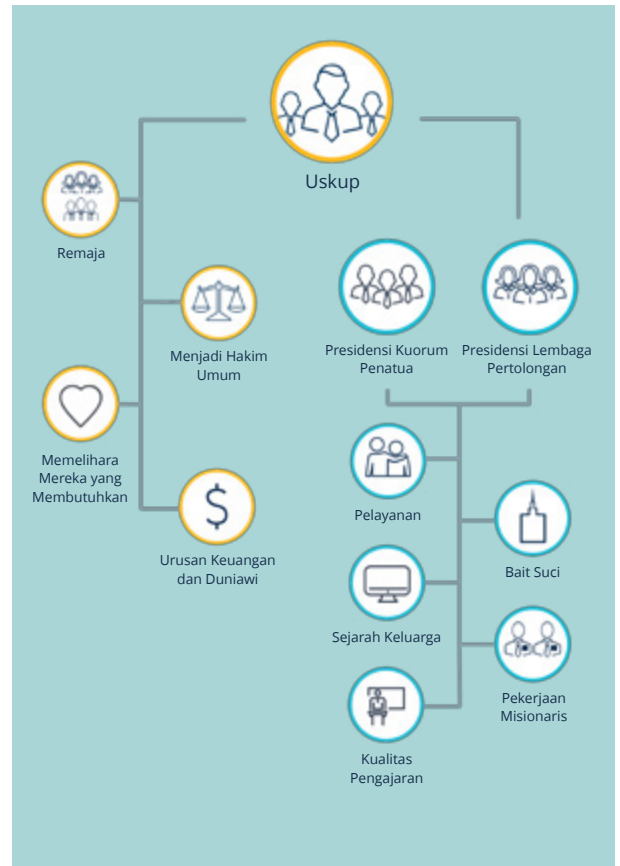 Uskup
Remaja
Menjadi Hakim
Umum
Memelihara
Mereka yang
Membutuhkan
$
Urusan Keuangan
dan Duniawi
Presidensi Kuorum
Penatua
Presidensi Lembaga
Pertolongan
Pelayanan
Bait Suci
Sejarah Keluarga
Pekerjaan
Misionaris
Kualitas
Pengajaran